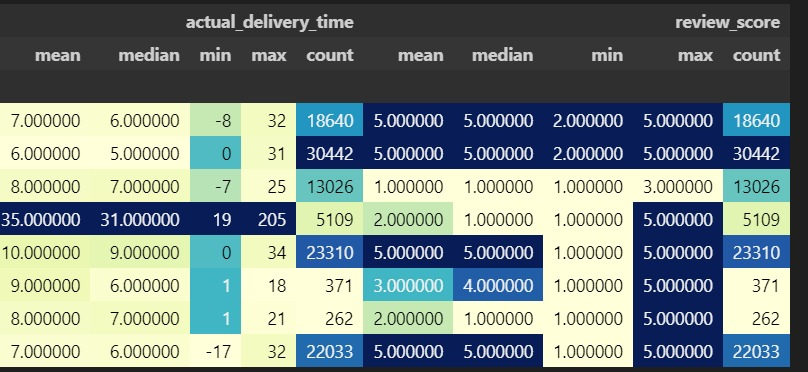 actual_delivery_time review_score
mean median min max count mean median min max count
7.000000 6.000000 -8 32 18640 5.000000 5.000000 2.000000 5.000000 18640
6.000000 5.000000 0 31 30442 5.000000 5.000000 2.000000 5.000000 30442
8.000000 7.000000 -7 25 13026 1.000000 1.000000 1.000000 3.000000 13026
35.000000 31.000000 19 205 5109 2.000000 1.000000 1.000000 5.000000 5109
10.000000 9.000000 0 34 23310 5.000000 5.000000 1.000000 5.000000 23310
9.000000 6.000000 1 18 371 3.000000 4.000000 1.000000 5.000000 371
8.000000 7.000000 1 21 262 2.000000 1.000000 1.000000 5.000000 262
7.000000 6.000000 -17 32 22033 5.000000 5.000000 1.000000 5.000000 22033